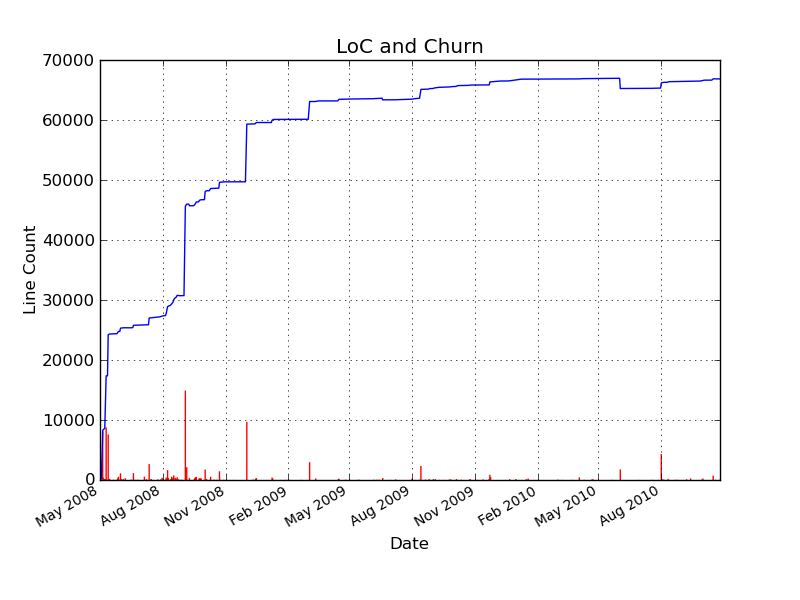 LoC and Churn
70000
60000
50000
40000
30000
20000
10000
0
Line Count
May 2008
Aug 2008
Nov 2008
Feb 2009
May 2009
Aug 2009
Nov 2009
Feb 2010
May 2010
Aug 2010
Date